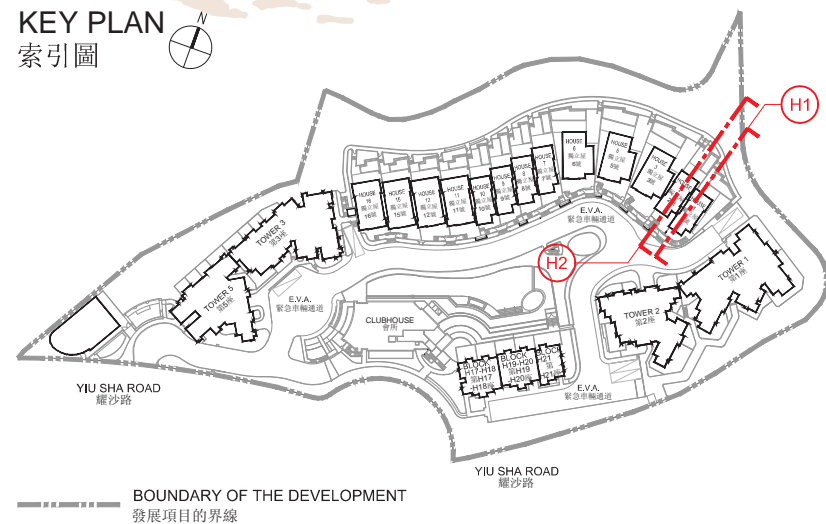 KEY PLAN
索引圖
N
H1
HOUSE
6
獨立屋
6號
HOUSE
5
獨立屋
5號
HOUSE
3
獨立屋
3號
HOUSE
7
獨立屋
7號
HOUSE
8
獨立屋
8號
HOUSE
9
獨立屋
9號
HOUSE
10
獨立屋
10號
HOUSE
11
獨立屋
11號
HOUSE
12
獨立屋
12號
HOUSE
15
獨立屋
15號
HOUSE
16
獨立屋
16號
E.V.A.
緊急車輛通道
H2
TOWER 3
第3座
TOWER 5
第5座
TOWER 1
第1座
TOWER 2
第2座
E.V.A.
緊急車輛通道
CLUBHOUSE
會所
BLOCK
H17-H18
第H17
-H18座
BLOCK
H19-H20
第H19
-H20座
BLOCK
H21
第
H21座
E.V.A.
緊急車輛通道
YIU SHA ROAD
耀沙路
YIU SHA ROAD
耀沙路
BOUNDARY OF THE DEVELOPMENT
發展項目的界線